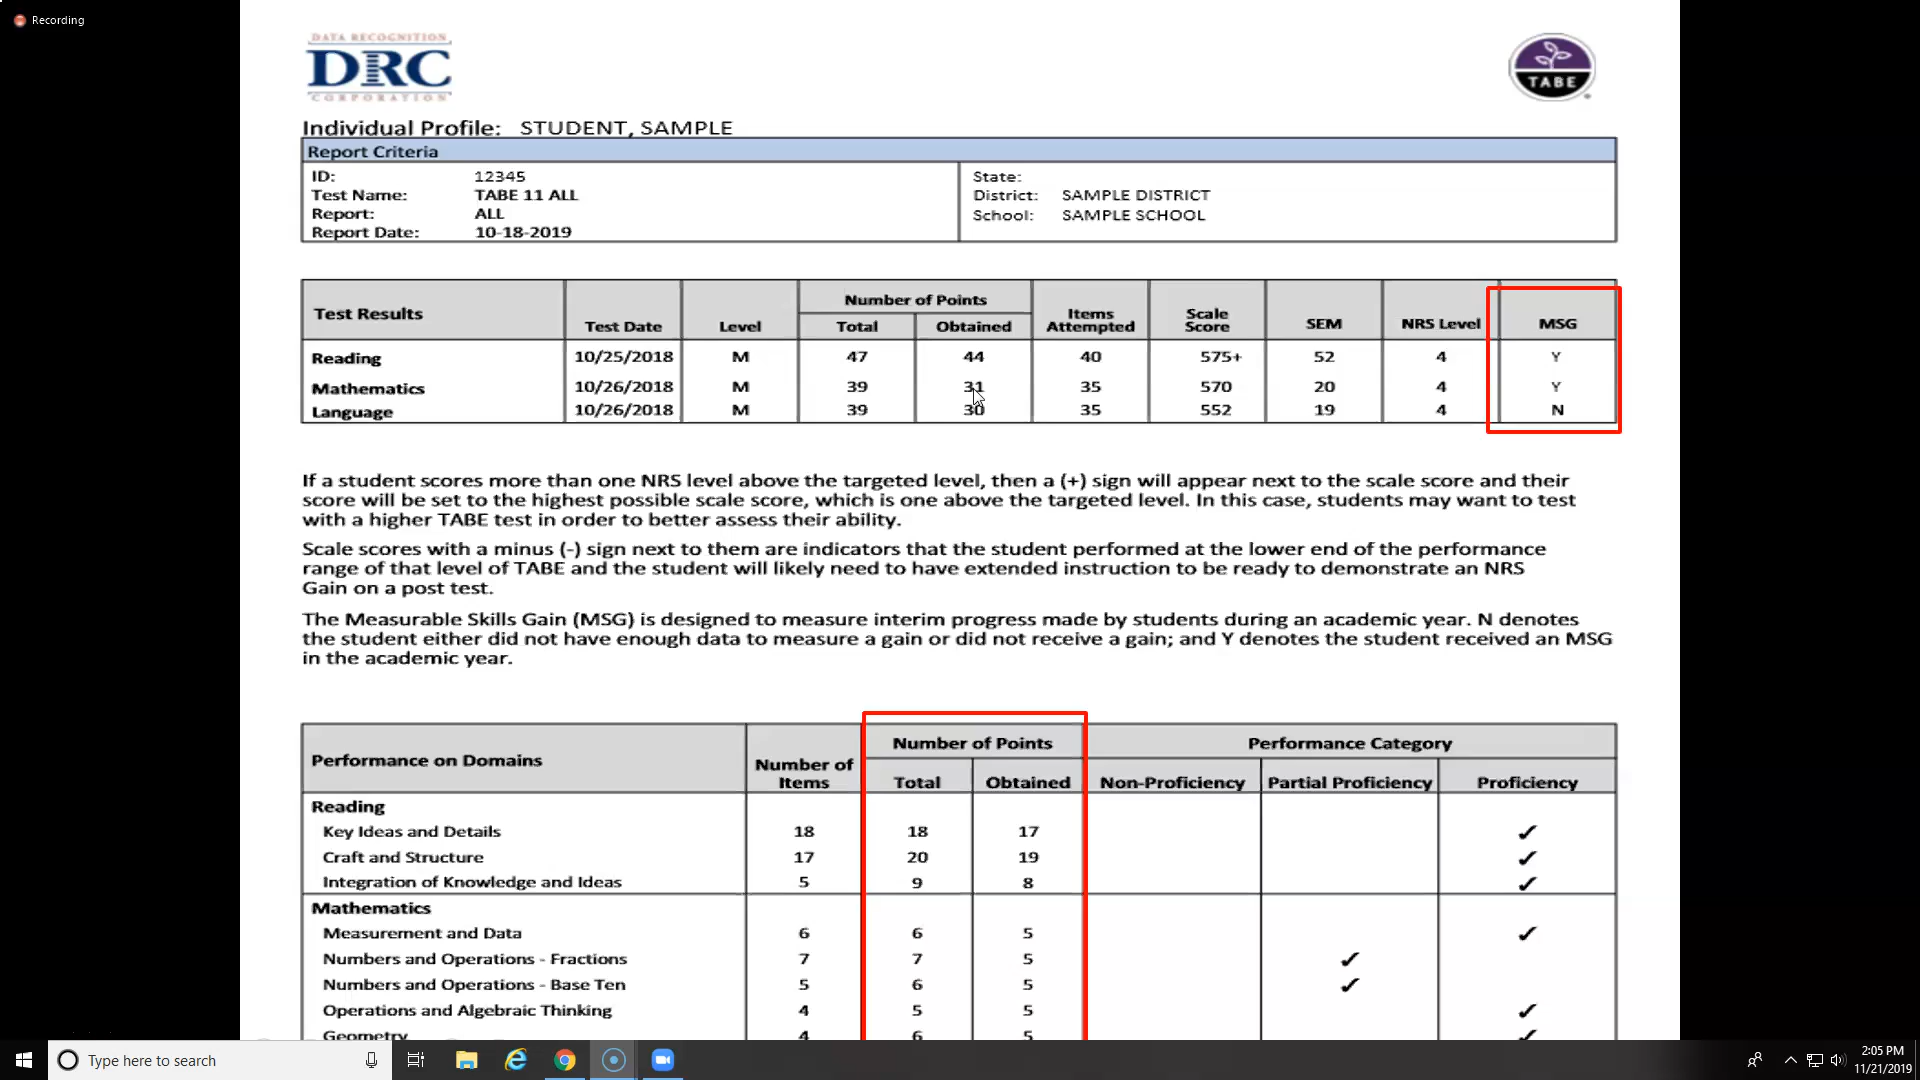 Recording
DATA RECOGNITION
DRC
CORPORATION
TABE
Individual Profile: STUDENT, SAMPLE
Report Criteria
ID: 12345
Test Name: TABE 11 ALL
Report: ALL
Report Date: 10-18-2019
State:
District: SAMPLE DISTRICT
School: SAMPLE SCHOOL
Test Results Test Date Level Number of Points Total Obtained Items Attempted Scale Score SEM NRS Level MSG
Reading 10/25/2018 M 47 44 40 575+ 52 4 Y
Mathematics 10/26/2018 M 39 31 35 570 20 4 Y
Language 10/26/2018 M 39 30 35 552 19 4 N
If a student scores more than one NRS level above the targeted level, then a (+) sign will appear next to the scale score and their
score will be set to the highest possible scale score, which is one above the targeted level. In this case, students may want to test
with a higher TABE test in order to better assess their ability.
Scale scores with a minus (-) sign next to them are indicators that the student performed at the lower end of the performance
range of that level of TABE and the student will likely need to have extended instruction to be ready to demonstrate an NRS
Gain on a post test.
The Measurable Skills Gain (MSG) is designed to measure interim progress made by students during an academic year. N denotes
the student either did not have enough data to measure a gain or did not receive a gain; and Y denotes the student received an MSG
in the academic year.
Performance on Domains Number of Items Number of Points Total Obtained Performance Category Non-Proficiency Partial Proficiency Proficiency
Reading
Key Ideas and Details 18 18 17 ✓
Craft and Structure 17 20 19 ✓
Integration of Knowledge and Ideas 5 9 8 ✓
Mathematics
Measurement and Data 6 6 5 ✓
Numbers and Operations - Fractions 7 7 5 ✓
Numbers and Operations - Base Ten 5 6 5 ✓
Operations and Algebraic Thinking 4 5 5 ✓
Geometry 4 6 5 ✓
Type here to search
2:05 PM
11/21/2019